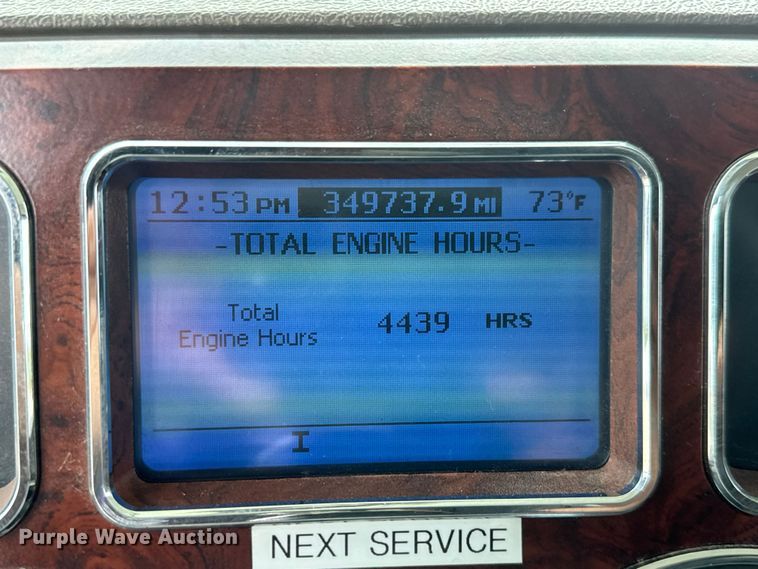 12:53 PM 349737.9 MI 73°F
-TOTAL ENGINE HOURS-
Total
Engine Hours 4439 HRS
I
Purple Wave Auction
NEXT SERVICE